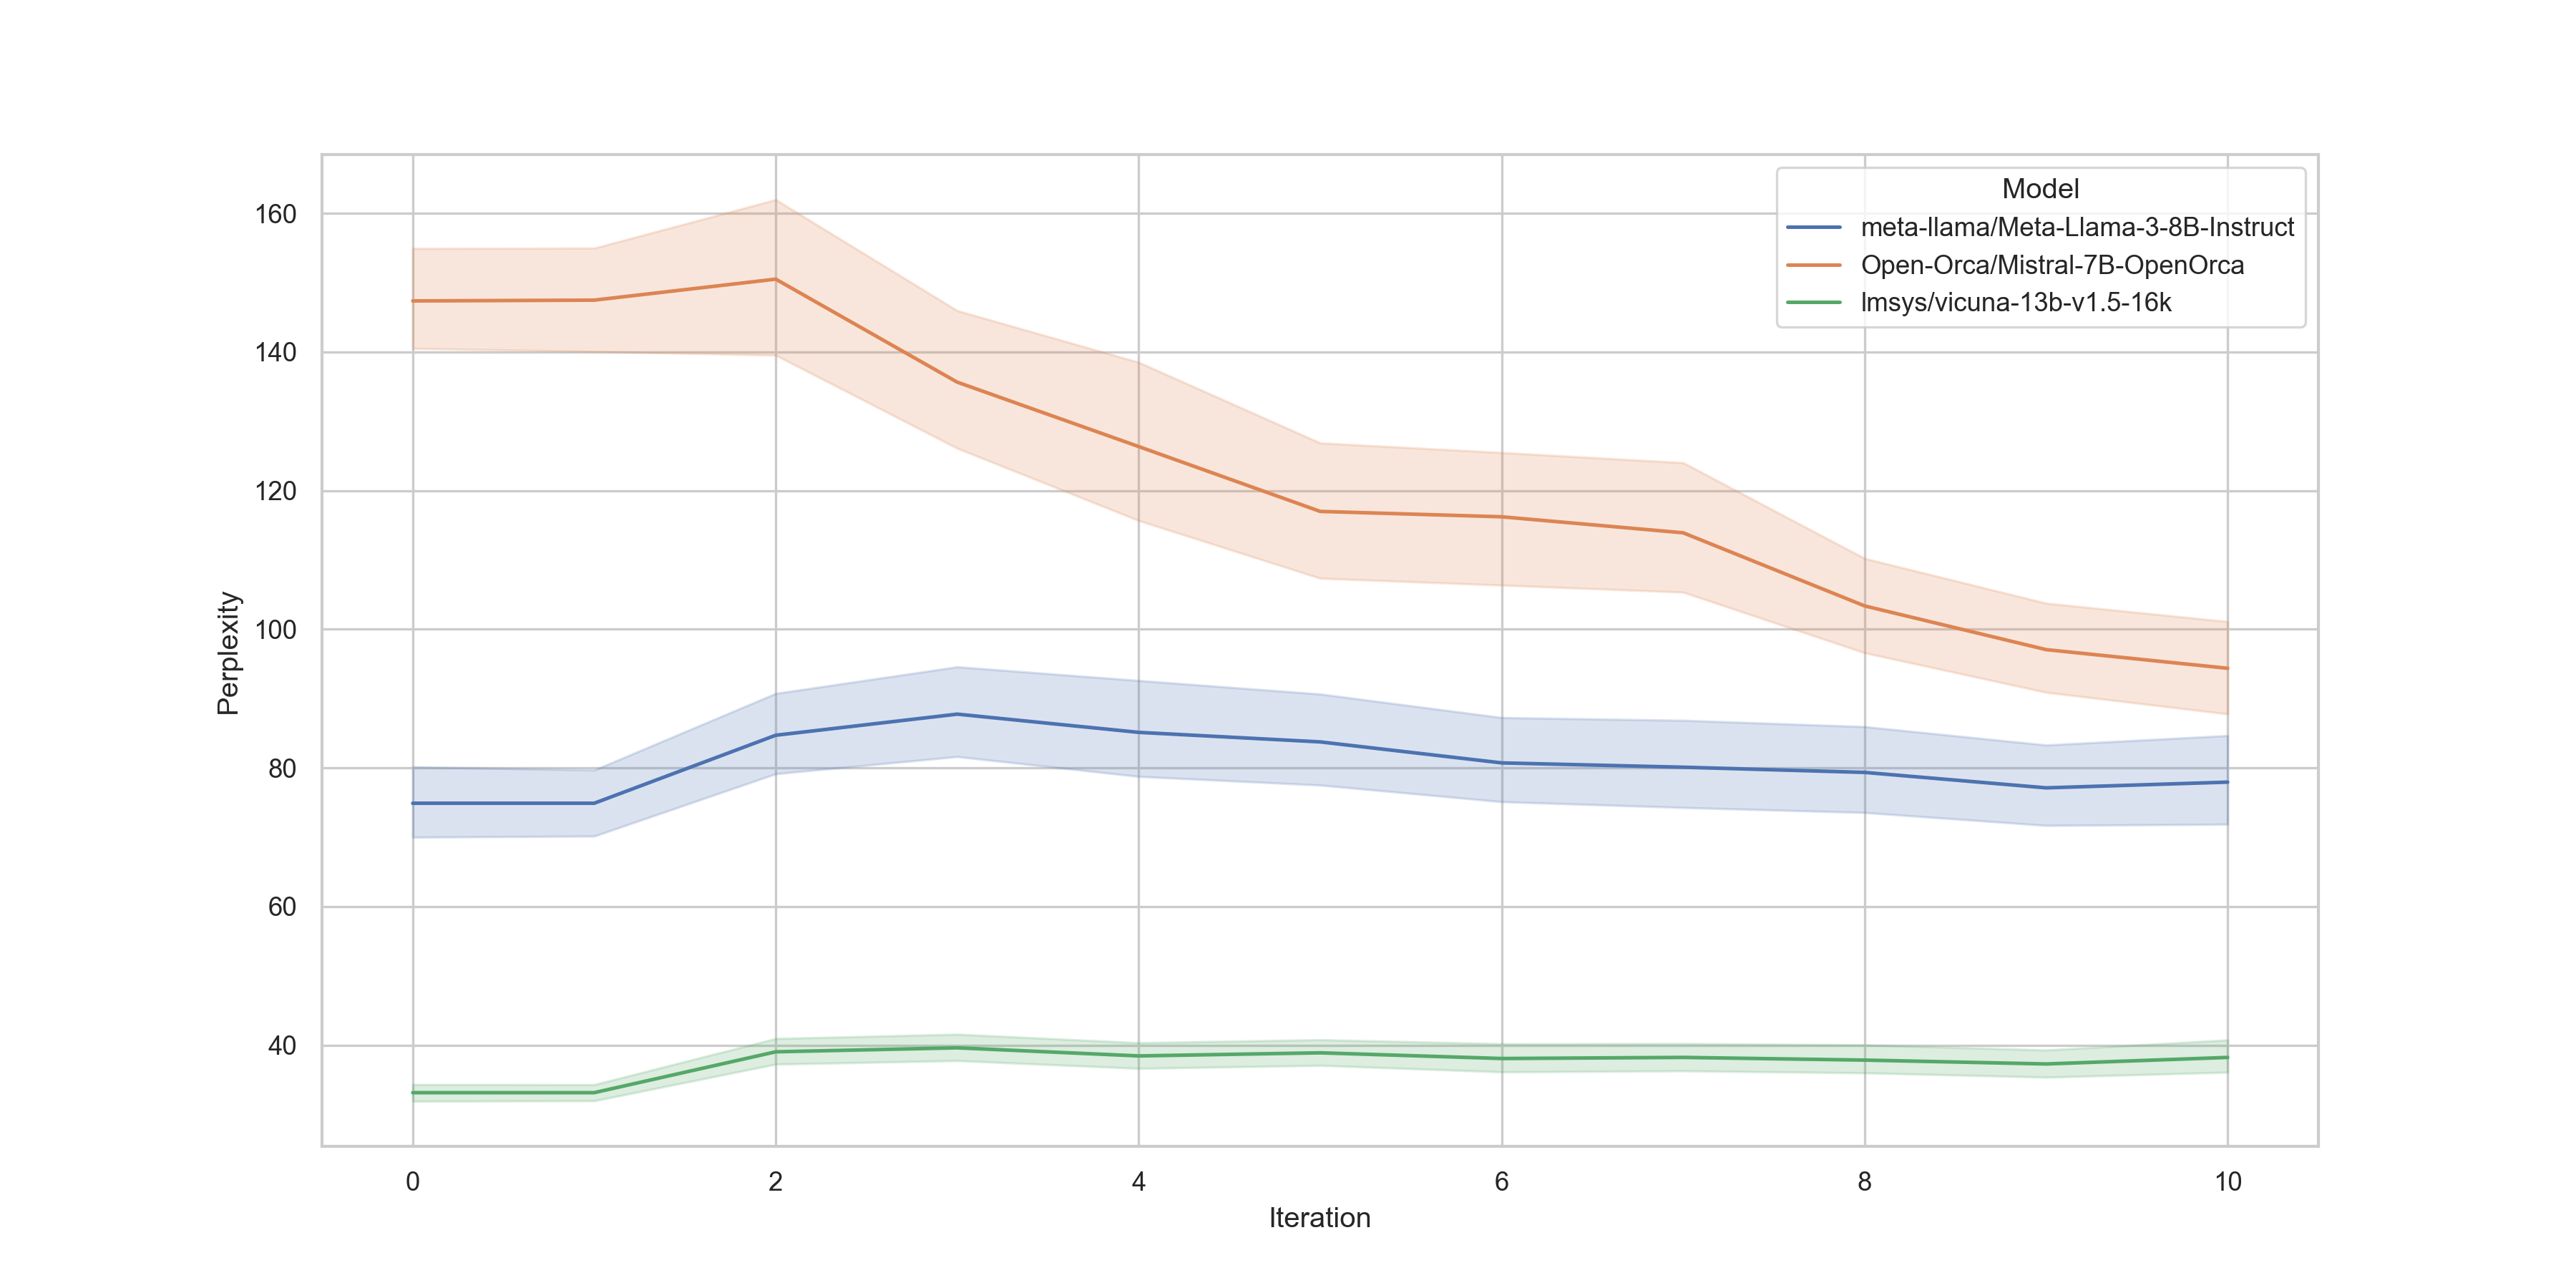 Model
meta-llama/Meta-Llama-3-8B-Instruct
Open-Orca/Mistral-7B-OpenOrca
lmsys/vicuna-13b-v1.5-16k
160
140
120
100
80
60
40
Perplexity
0 2 4 6 8 10
Iteration